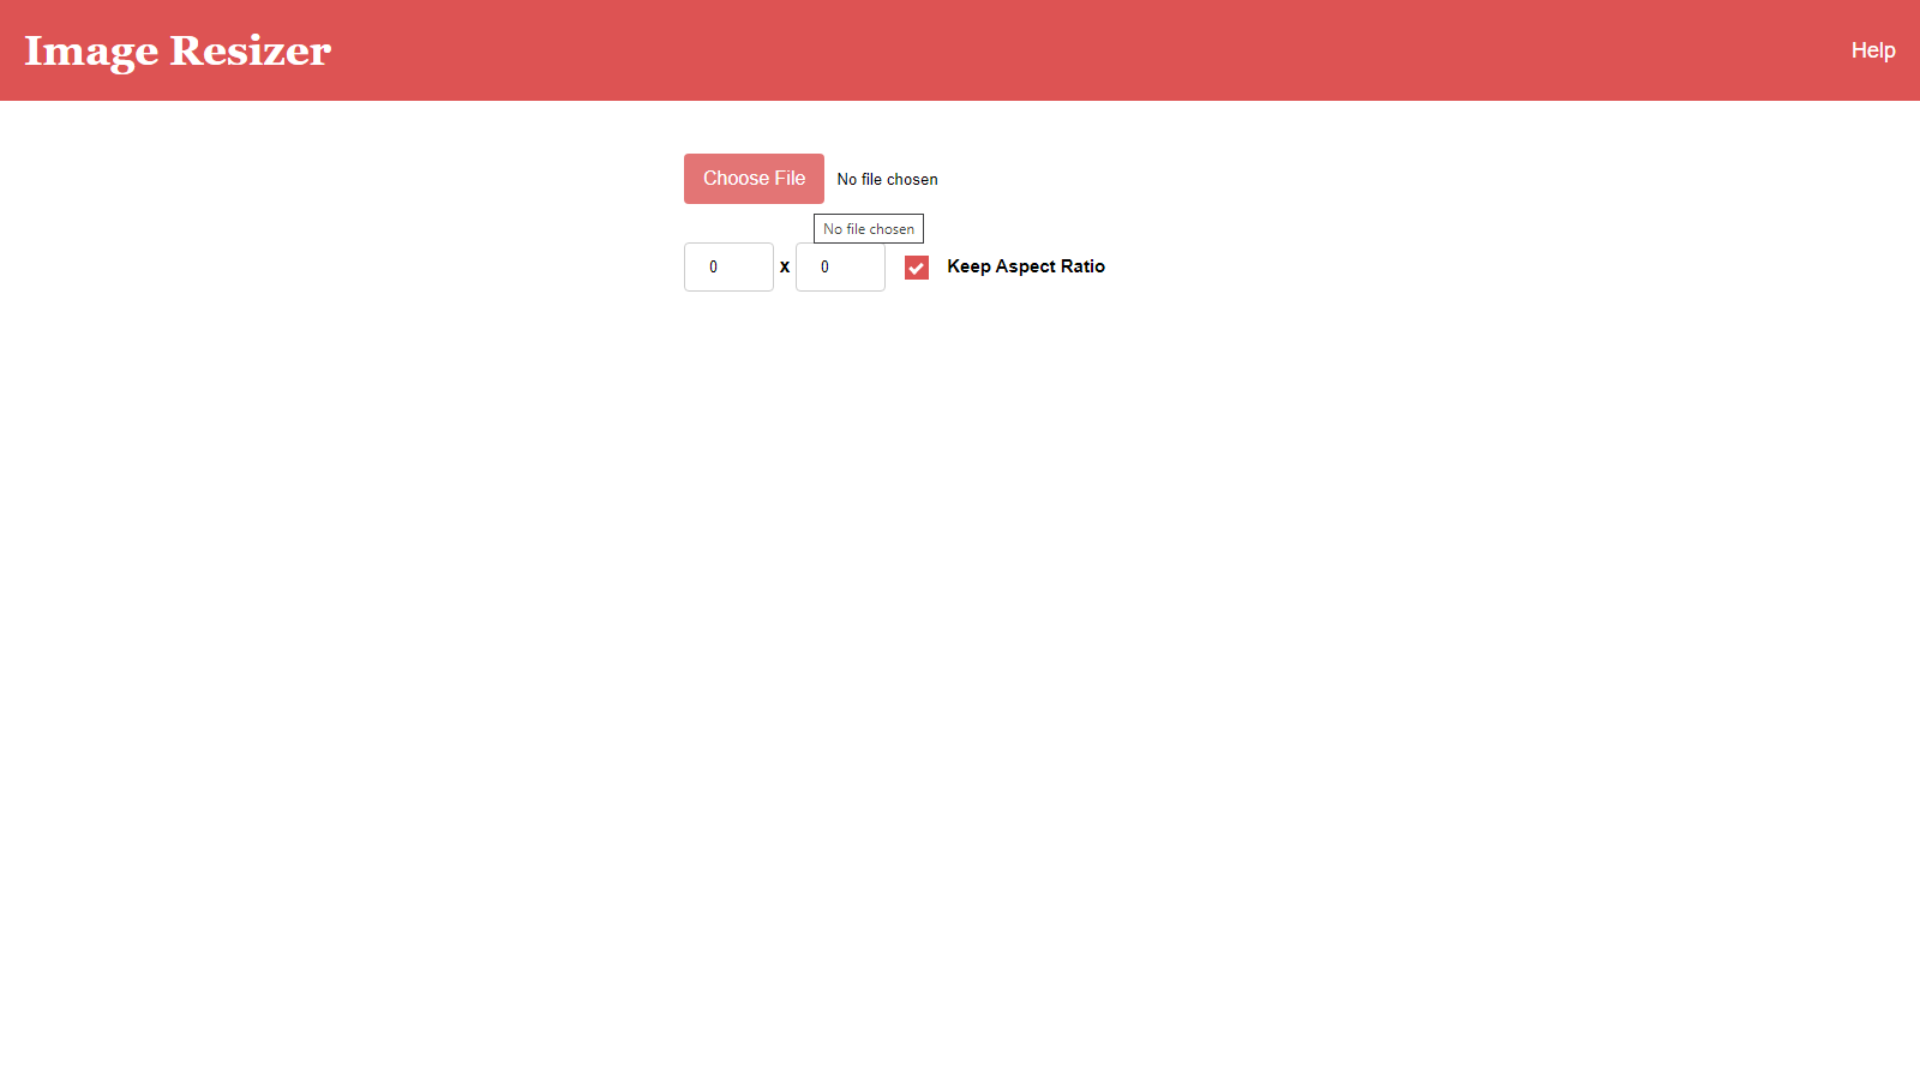 Image Resizer
Help
Choose File No file chosen
No file chosen
0 x 0 Keep Aspect Ratio